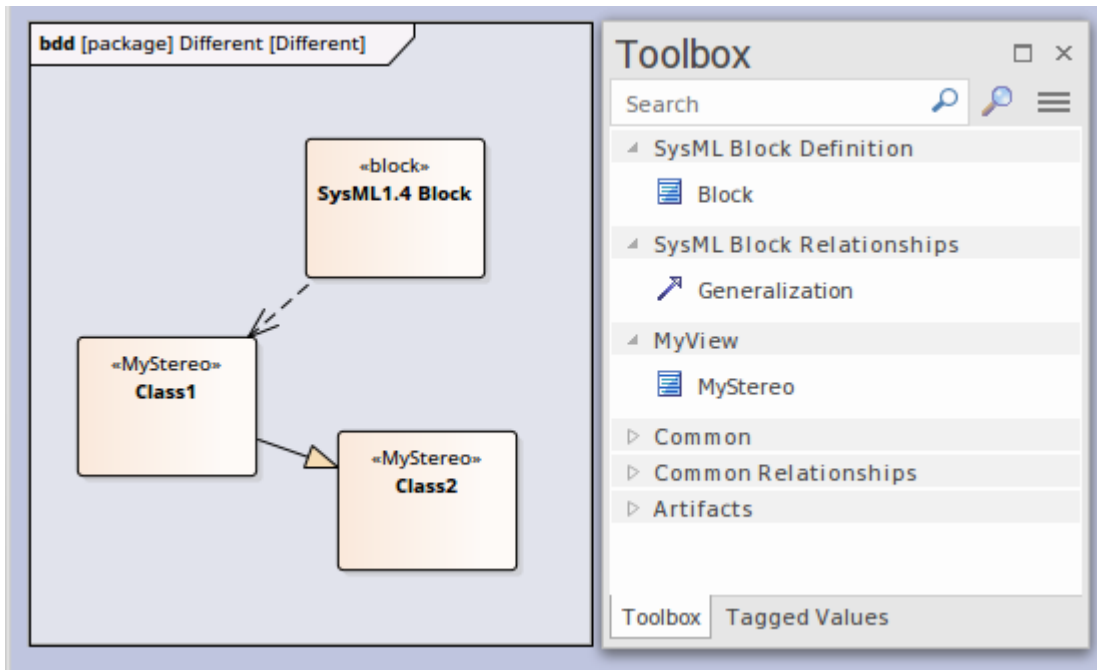 bdd [package] Different [Different]
«block»
SysML1.4 Block
«MyStereo»
Class1
«MyStereo»
Class2
Toolbox
Search
SysML Block Definition
Block
SysML Block Relationships
Generalization
MyView
MyStereo
Common
Common Relationships
Artifacts
Toolbox
Tagged Values